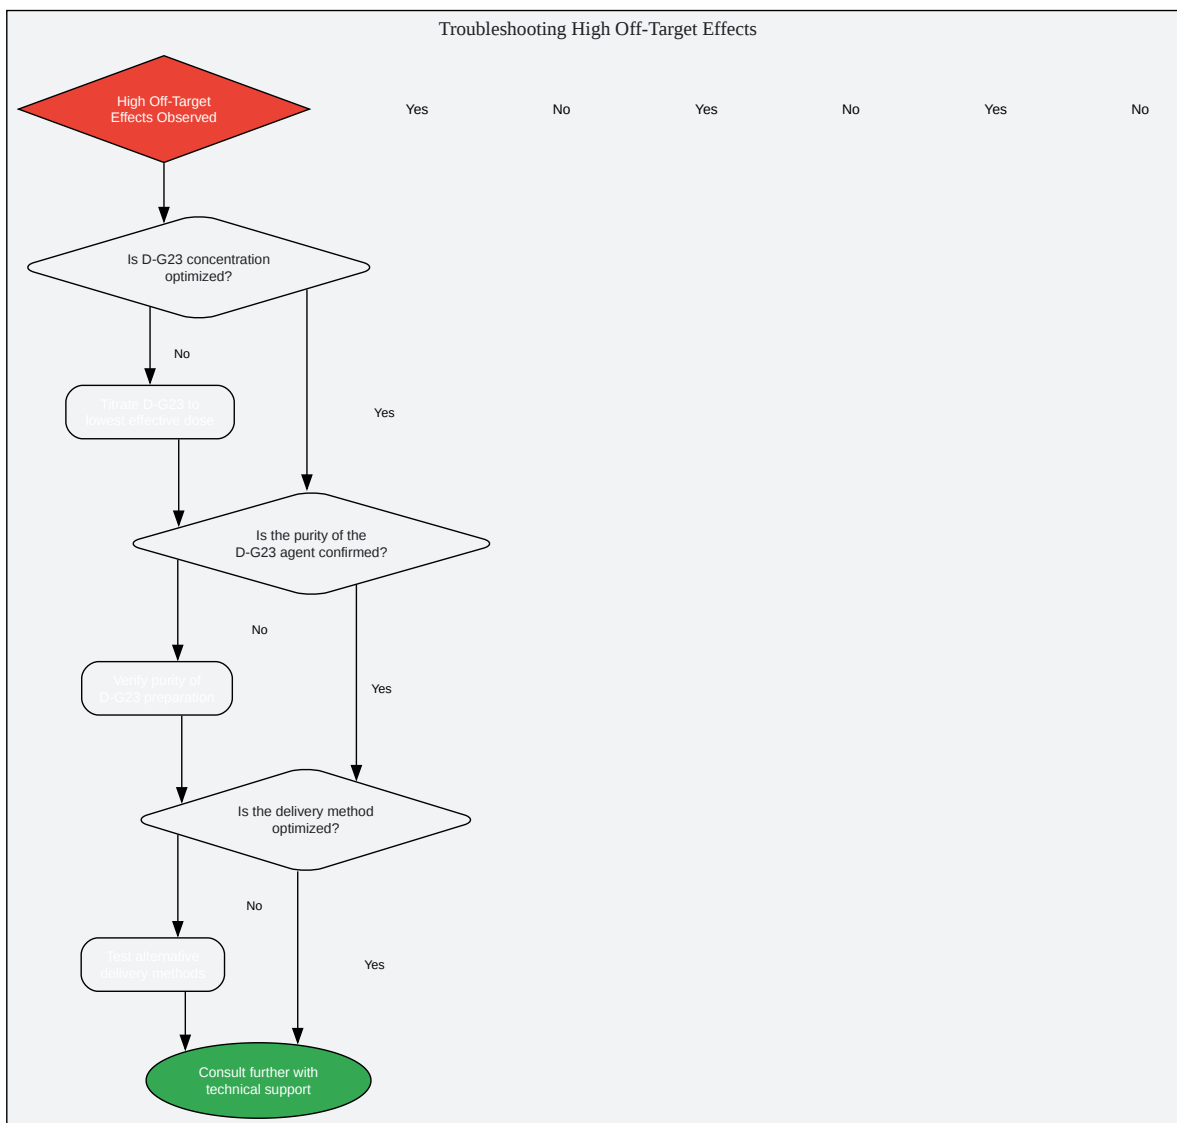 Troubleshooting High Off-Target Effects
High Off-Target
Effects Observed
Yes
No
Yes
No
Yes
No
Is D-G23 concentration
optimized?
No
Titrate D-G23 to
lowest effective dose
Yes
Is the purity of the
D-G23 agent confirmed?
No
Verify purity of
D-G23 preparation
Yes
Is the delivery method
optimized?
No
Test alternative
delivery methods
Yes
Consult further with
technical support